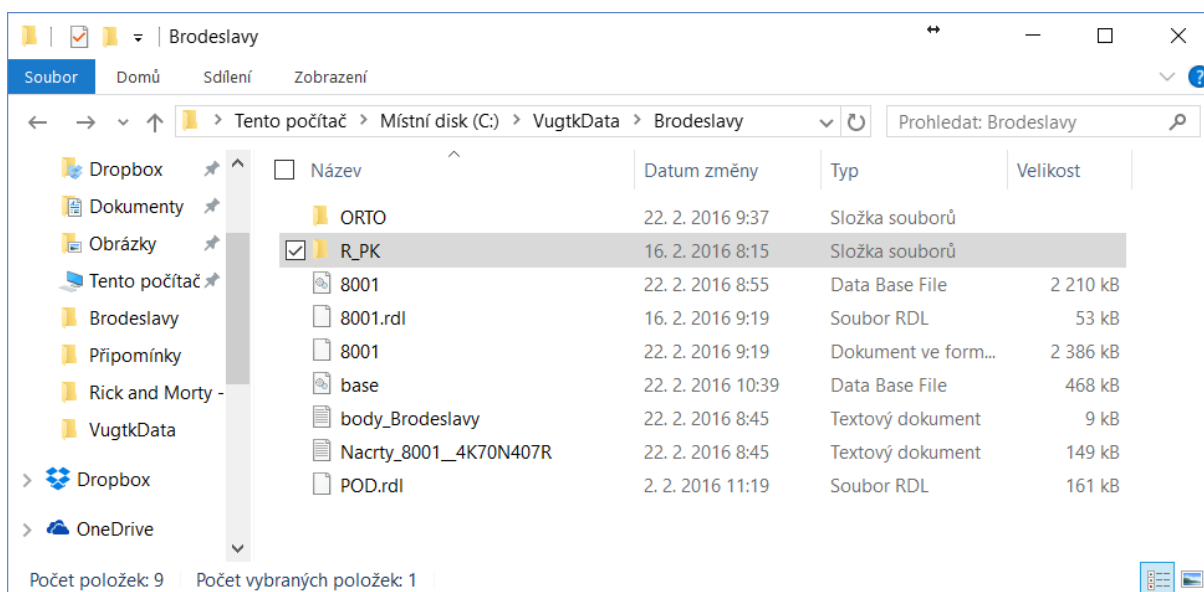 Brodeslavy
Soubor Domů Sdílení Zobrazení ?
Tento počítač > Místní disk (C:) > VugtkData > Brodeslavy Prohledat: Brodeslavy
Dropbox Název Datum změny Typ Velikost
Dokumenty ORTO 22. 2. 2016 9:37 Složka souborů
Obrázky R_PK 16. 2. 2016 8:15 Složka souborů
Tento počítač 8001 22. 2. 2016 8:55 Data Base File 2 210 kB
Brodeslavy 8001.rdl 16. 2. 2016 9:19 Soubor RDL 53 kB
Připomínky 8001 22. 2. 2016 9:19 Dokument ve form... 2 386 kB
Rick and Morty - base 22. 2. 2016 10:39 Data Base File 468 kB
VugtkData body_Brodeslavy 22. 2. 2016 8:45 Textový dokument 9 kB
Nacrty_8001__4K70N407R 22. 2. 2016 8:45 Textový dokument 149 kB
Dropbox POD.rdl 2. 2. 2016 11:19 Soubor RDL 161 kB
OneDrive
Počet položek: 9 Počet vybraných položek: 1